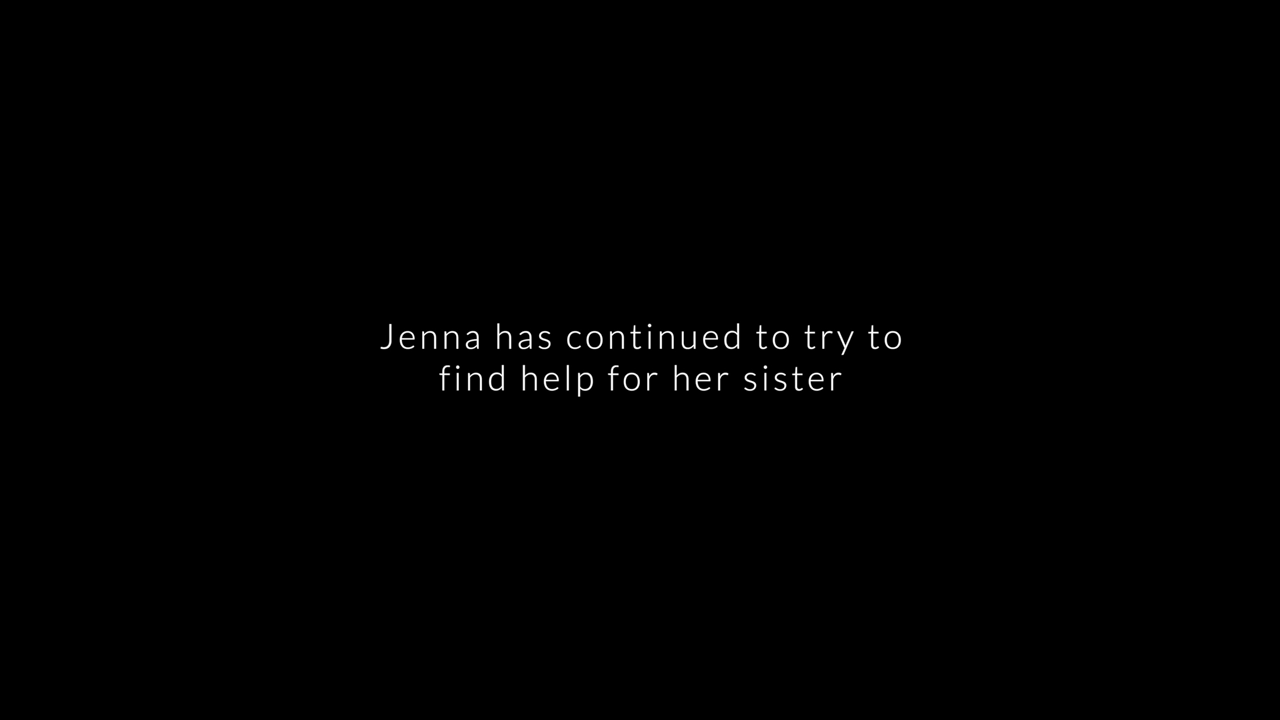 Jenna has continued to try to
find help for her sister